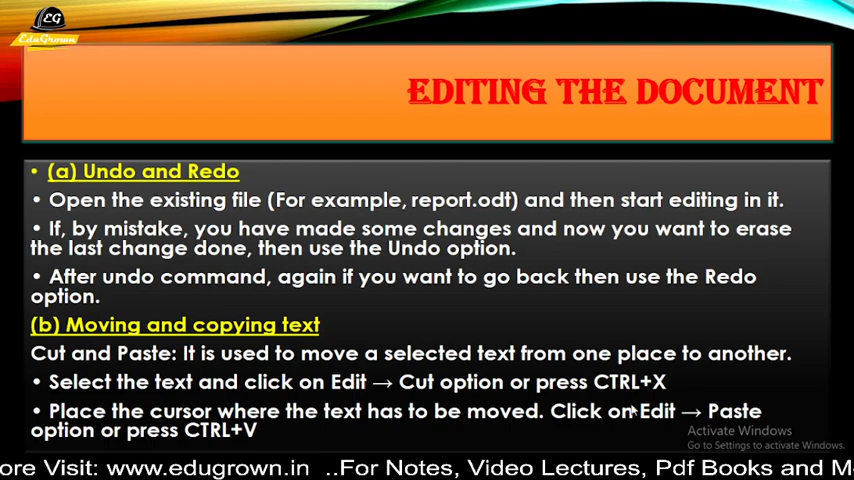 EG
EduGrown
EDITING THE DOCUMENT
• (a) Undo and Redo
• Open the existing file (For example, report.odt) and then start editing in it.
• If, by mistake, you have made some changes and now you want to erase
the last change done, then use the Undo option.
• After undo command, again if you want to go back then use the Redo
option.
(b) Moving and copying text
Cut and Paste: It is used to move a selected text from one place to another.
• Select the text and click on Edit → Cut option or press CTRL+X
• Place the cursor where the text has to be moved. Click on Edit → Paste
option or press CTRL+V
Activate Windows
Go to Settings to activate Windows.
ore Visit: www.edugrown.in ..For Notes, Video Lectures, Pdf Books and M